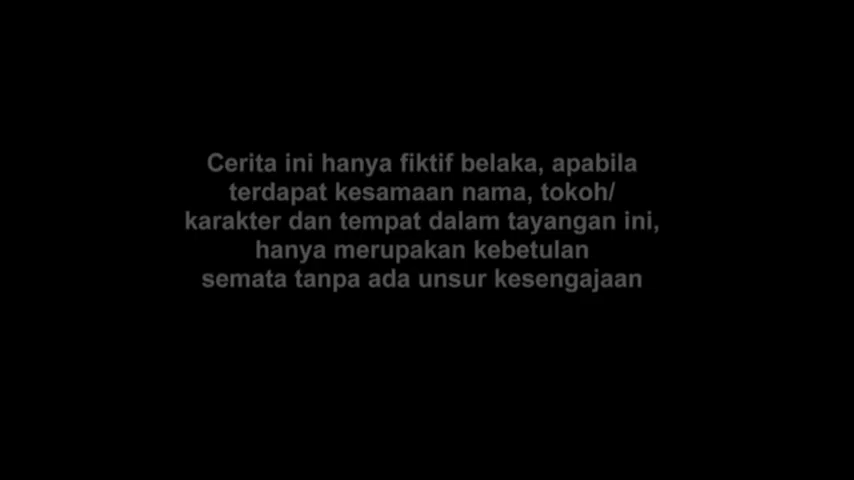 Cerita ini hanya fiktif belaka, apabila
terdapat kesamaan nama, tokoh/
karakter dan tempat dalam tayangan ini,
hanya merupakan kebetulan
semata tanpa ada unsur kesengajaan